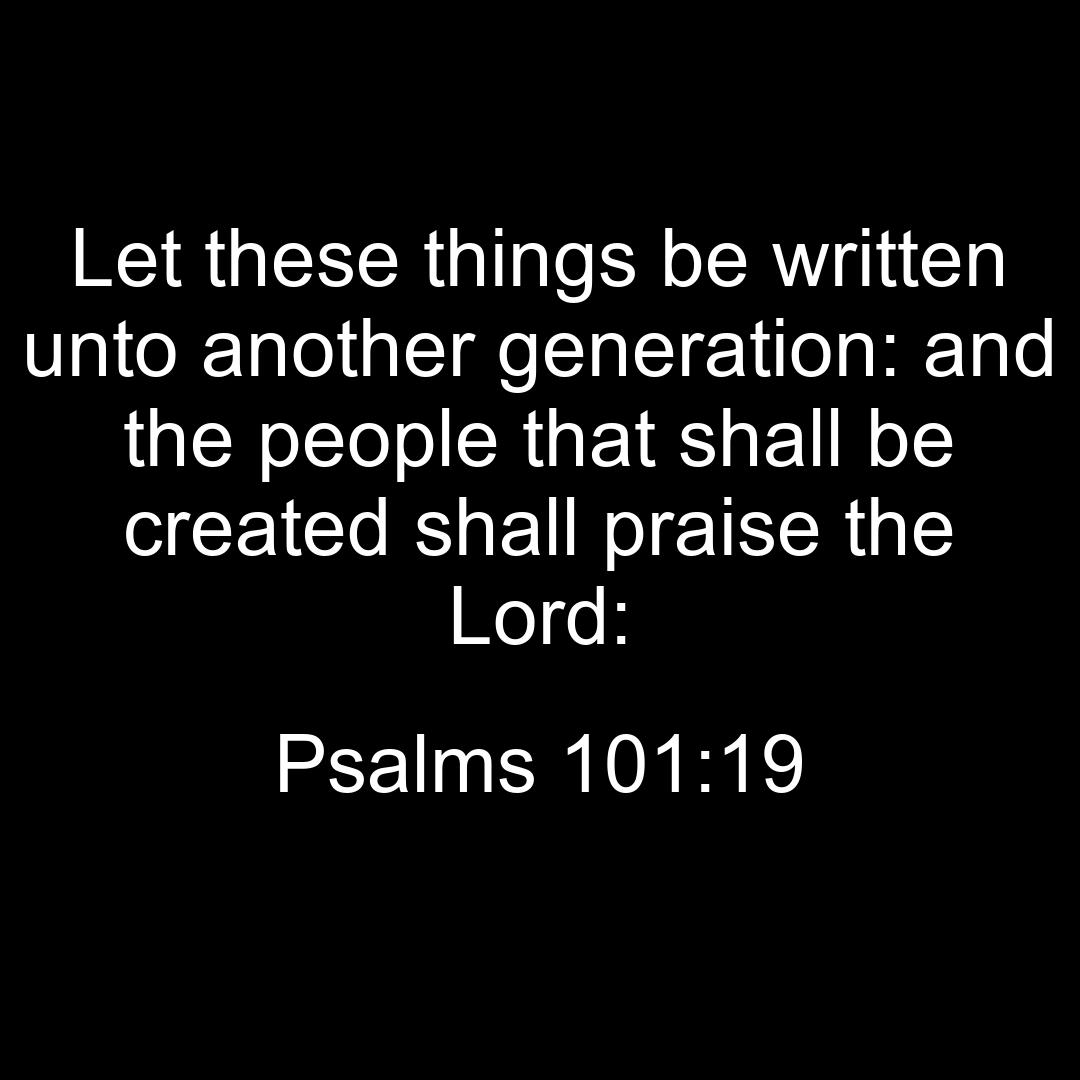 Let these things be written
unto another generation: and
the people that shall be
created shall praise the
Lord:
Psalms 101:19